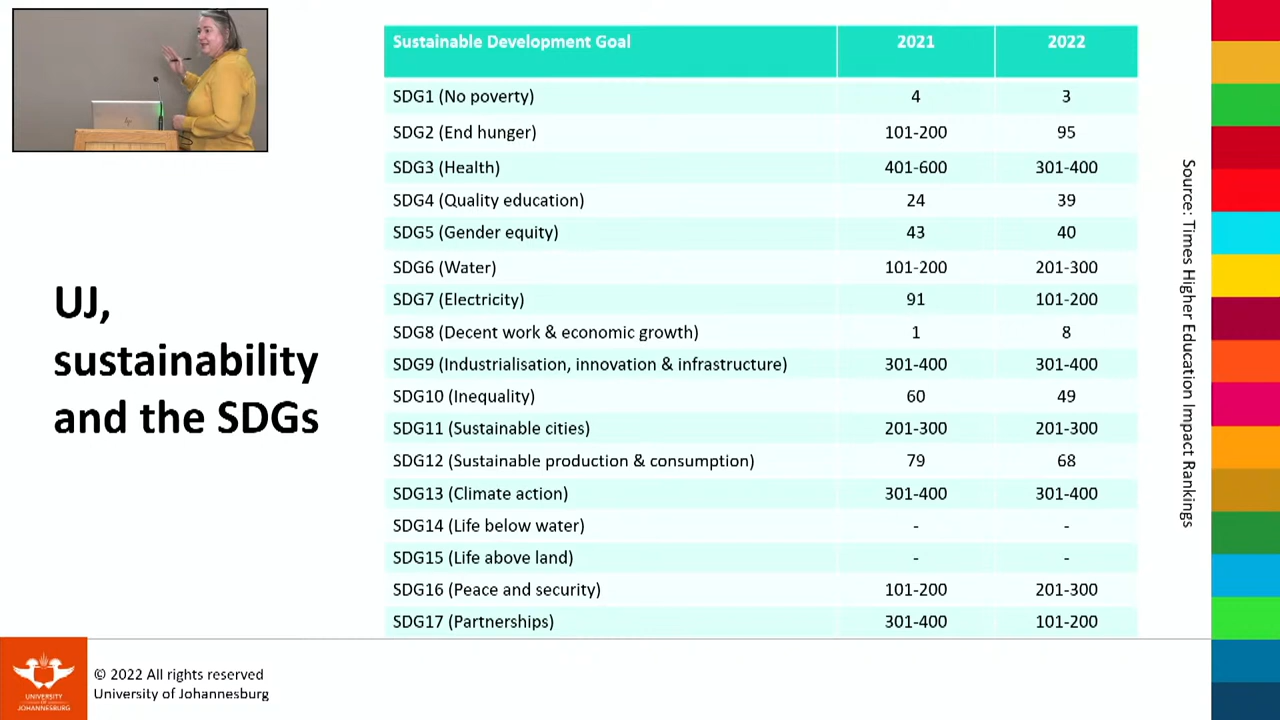 UJ,
sustainability
and the SDGs
Sustainable Development Goal 2021 2022
SDG1 (No poverty) 4 3
SDG2 (End hunger) 101-200 95
SDG3 (Health) 401-600 301-400
SDG4 (Quality education) 24 39
SDG5 (Gender equity) 43 40
SDG6 (Water) 101-200 201-300
SDG7 (Electricity) 91 101-200
SDG8 (Decent work & economic growth) 1 8
SDG9 (Industrialisation, innovation & infrastructure) 301-400 301-400
SDG10 (Inequality) 60 49
SDG11 (Sustainable cities) 201-300 201-300
SDG12 (Sustainable production & consumption) 79 68
SDG13 (Climate action) 301-400 301-400
SDG14 (Life below water) - -
SDG15 (Life above land) - -
SDG16 (Peace and security) 101-200 201-300
SDG17 (Partnerships) 301-400 101-200
Source: Times Higher Education Impact Rankings
UNIVERSITY
OF
JOHANNESBURG
© 2022 All rights reserved
University of Johannesburg